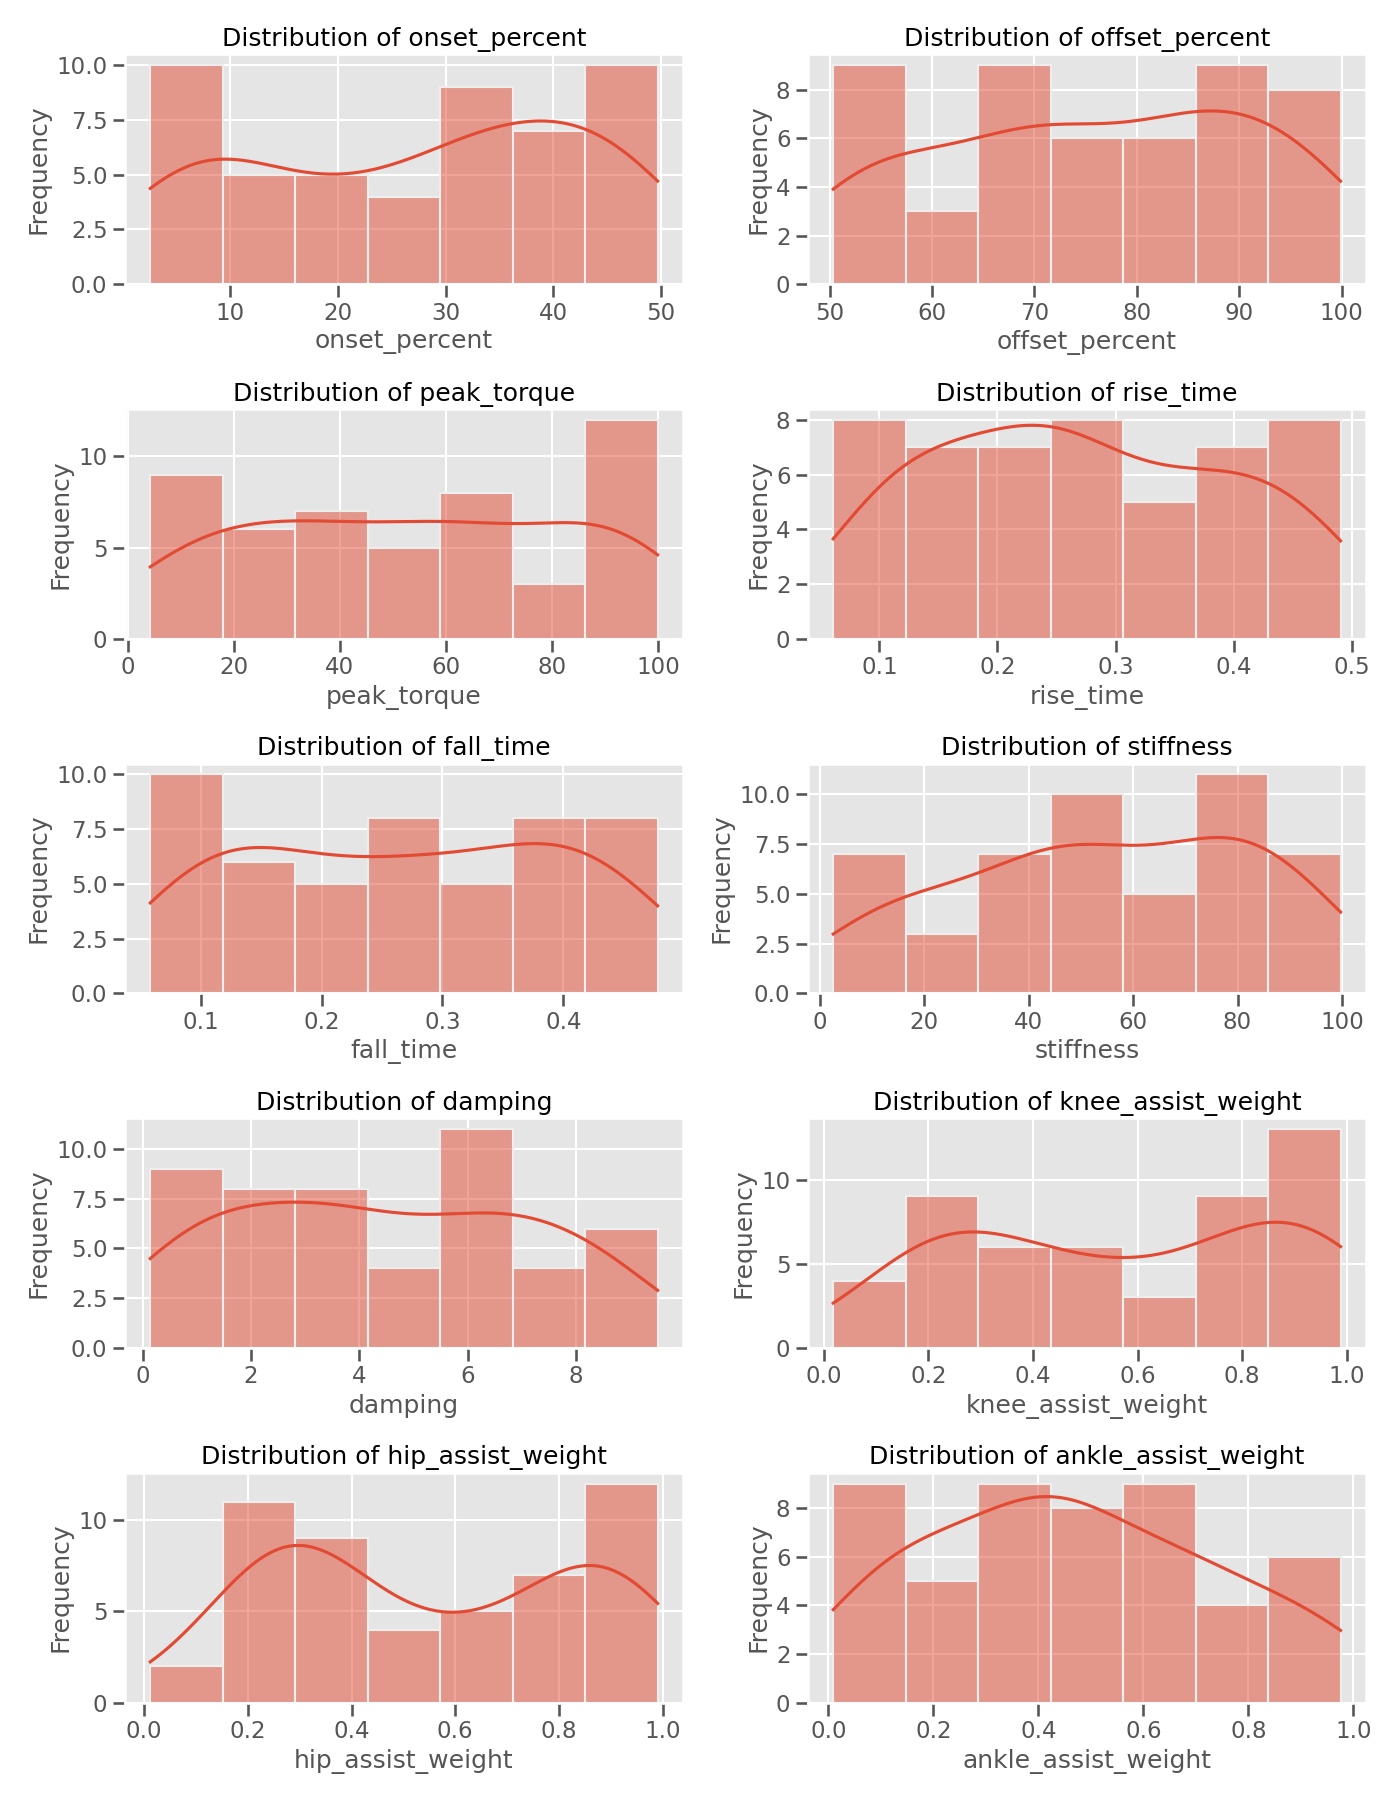 Distribution of onset_percent
Frequency
10.0
7.5
5.0
2.5
0.0
10 20 30 40 50
onset_percent
Distribution of offset_percent
Frequency
8
6
4
2
0
50 60 70 80 90 100
offset_percent
Distribution of peak_torque
Frequency
10
5
0
0 20 40 60 80 100
peak_torque
Distribution of rise_time
Frequency
8
6
4
2
0
0.1 0.2 0.3 0.4 0.5
rise_time
Distribution of fall_time
Frequency
10.0
7.5
5.0
2.5
0.0
0.1 0.2 0.3 0.4
fall_time
Distribution of stiffness
Frequency
10.0
7.5
5.0
2.5
0.0
0 20 40 60 80 100
stiffness
Distribution of damping
Frequency
10.0
7.5
5.0
2.5
0.0
0 2 4 6 8
damping
Distribution of knee_assist_weight
Frequency
10
5
0
0.0 0.2 0.4 0.6 0.8 1.0
knee_assist_weight
Distribution of hip_assist_weight
Frequency
10
5
0
0.0 0.2 0.4 0.6 0.8 1.0
hip_assist_weight
Distribution of ankle_assist_weight
Frequency
8
6
4
2
0
0.0 0.2 0.4 0.6 0.8 1.0
ankle_assist_weight